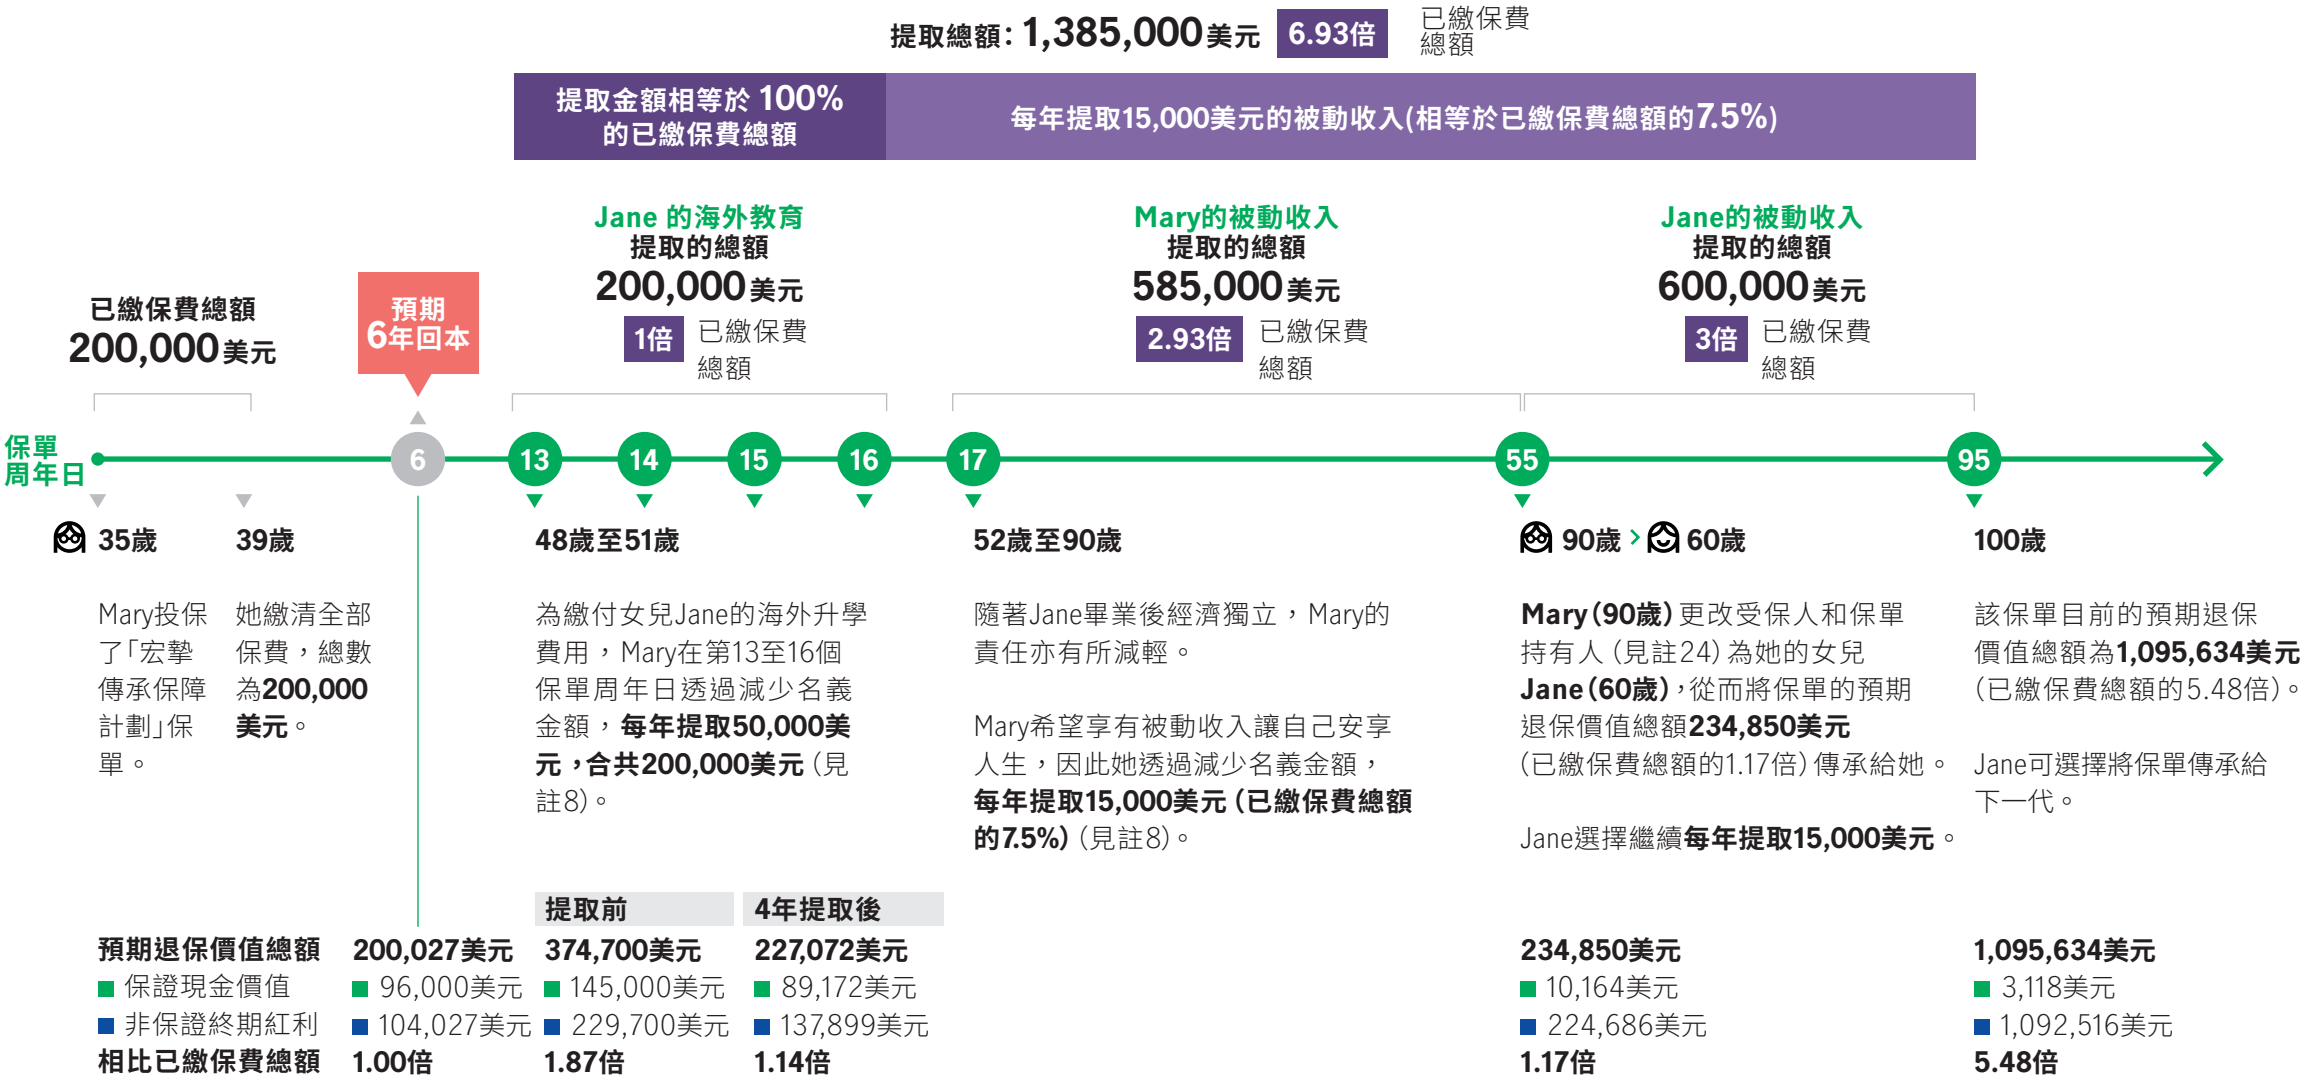 提取總額：1,385,000美元 6.93倍 已繳保費
總額
提取金額相等於 100%
的已繳保費總額
每年提取15,000美元的被動收入(相等於已繳保費總額的7.5%)
已繳保費總額
200,000美元
預期
6年回本
Jane 的海外教育
提取的總額
200,000美元
1倍 已繳保費
總額
Mary的被動收入
提取的總額
585,000美元
2.93倍 已繳保費
總額
Jane的被動收入
提取的總額
600,000美元
3倍 已繳保費
總額
保單
周年日
6 13 14 15 16 17 55 95
35歲
Mary投保
了「宏摯
傳承保障
計劃」保
單。
39歲
她繳清全部
保費，總數
為200,000
美元。
48歲至51歲
為繳付女兒Jane的海外升學
費用，Mary在第13至16個
保單周年日透過減少名義
金額，每年提取50,000美
元，合共200,000美元（見
註8）。
52歲至90歲
隨著Jane畢業後經濟獨立，Mary的
責任亦有所減輕。
Mary希望享有被動收入讓自己安享
人生，因此她透過減少名義金額，
每年提取15,000美元（已繳保費總額
的7.5%）（見註8）。
90歲 > 60歲
Mary（90歲）更改受保人和保單
持有人（見註24）為她的女兒
Jane（60歲），從而將保單的預期
退保價值總額234,850美元
（已繳保費總額的1.17倍）傳承給她。
Jane選擇繼續每年提取15,000美元。
100歲
該保單目前的預期退保
價值總額為1,095,634美元
（已繳保費總額的5.48倍）。
Jane可選擇將保單傳承給
下一代。
提取前 4年提取後
預期退保價值總額 200,027美元 374,700美元 227,072美元 234,850美元 1,095,634美元
保證現金價值 96,000美元 145,000美元 89,172美元 10,164美元 3,118美元
非保證終期紅利 104,027美元 229,700美元 137,899美元 224,686美元 1,092,516美元
相比已繳保費總額 1.00倍 1.87倍 1.14倍 1.17倍 5.48倍